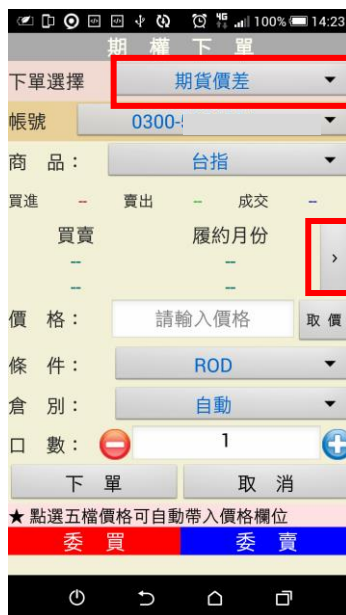 4G 100% 14:23
期 權 下 單
下單選擇 期貨價差
帳號 0300-
商 品： 台指
買進 -- 賣出 -- 成交 --
買賣 履約月份 >
-- --
-- --
價 格： 請輸入價格 取 價
條 件： ROD
倉 別： 自動
口 數： 1
下 單 取 消
★ 點選五檔價格可自動帶入價格欄位
委 買 委 賣